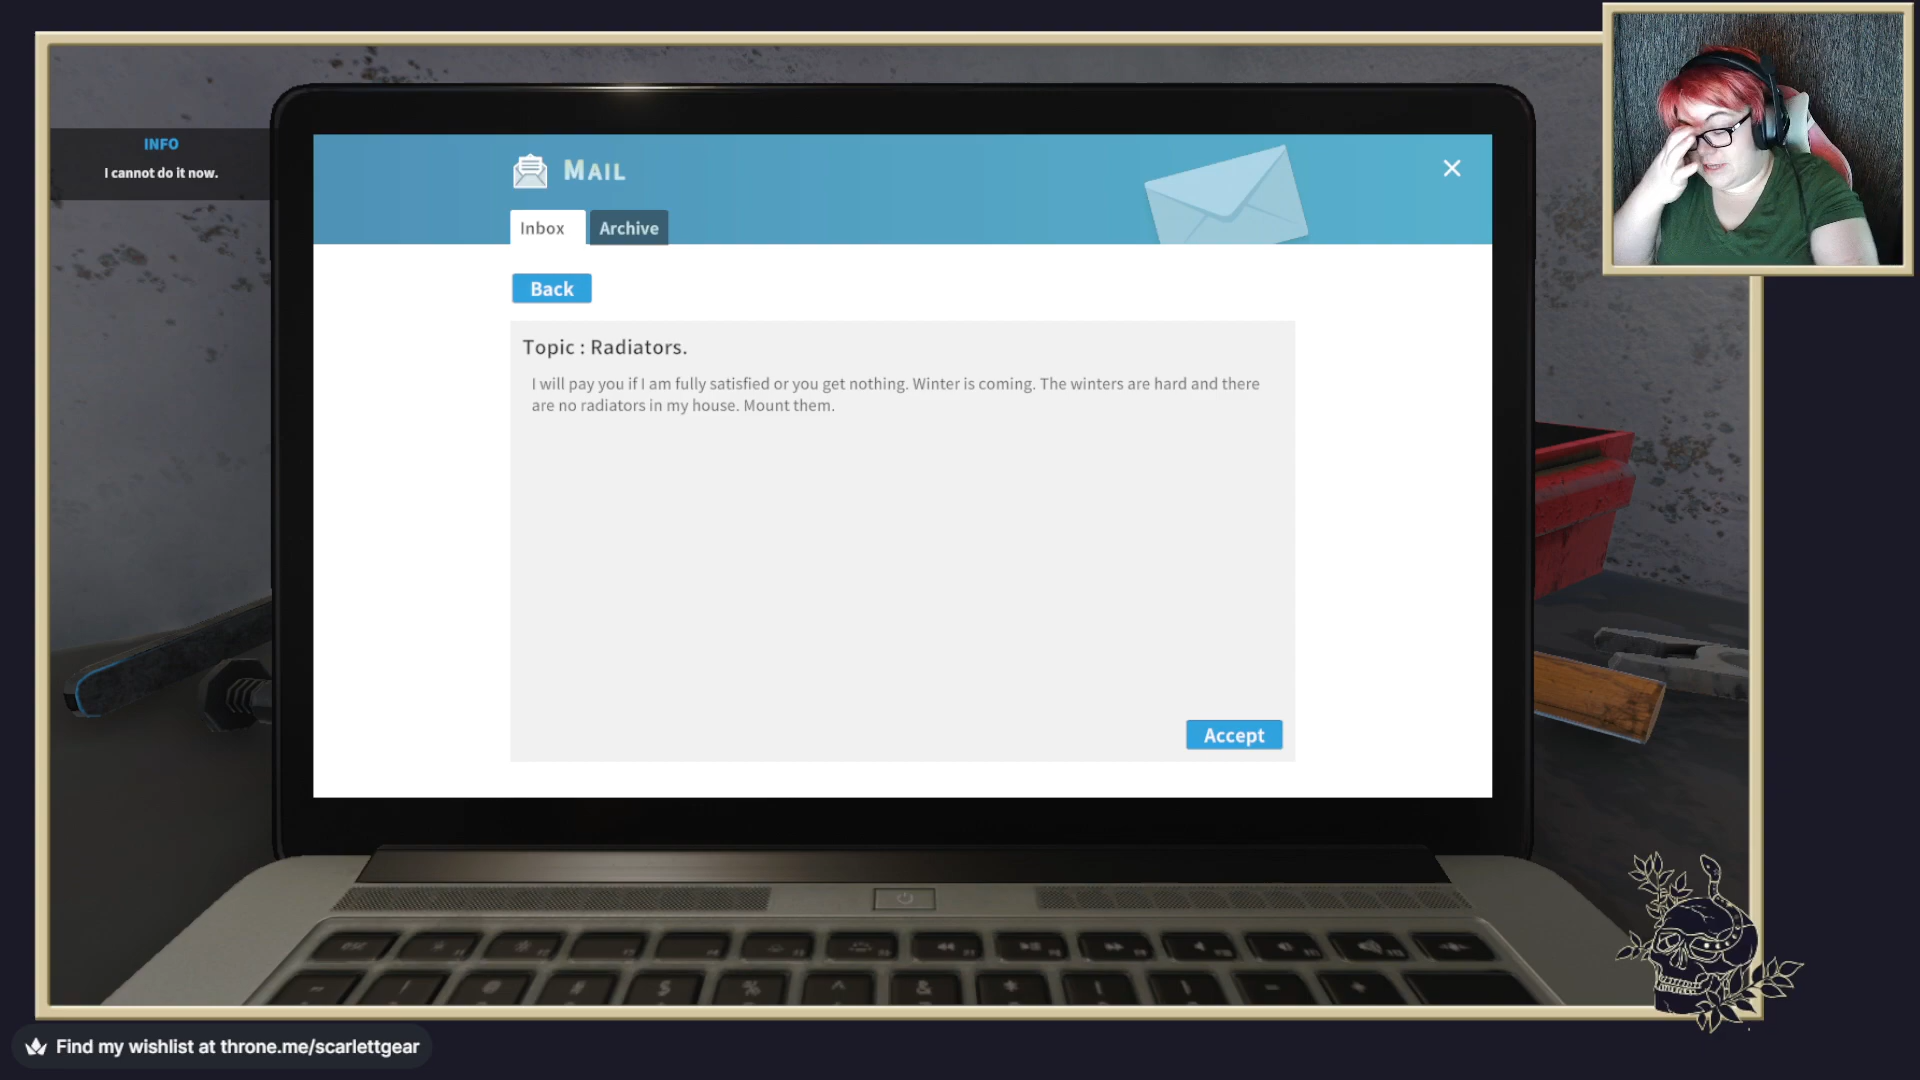 INFO
I cannot do it now.
MAIL
Inbox
Archive
Back
Topic : Radiators.
I will pay you if I am fully satisfied or you get nothing. Winter is coming. The winters are hard and there
are no radiators in my house. Mount them.
Accept
Find my wishlist at throne.me/scarlettgear